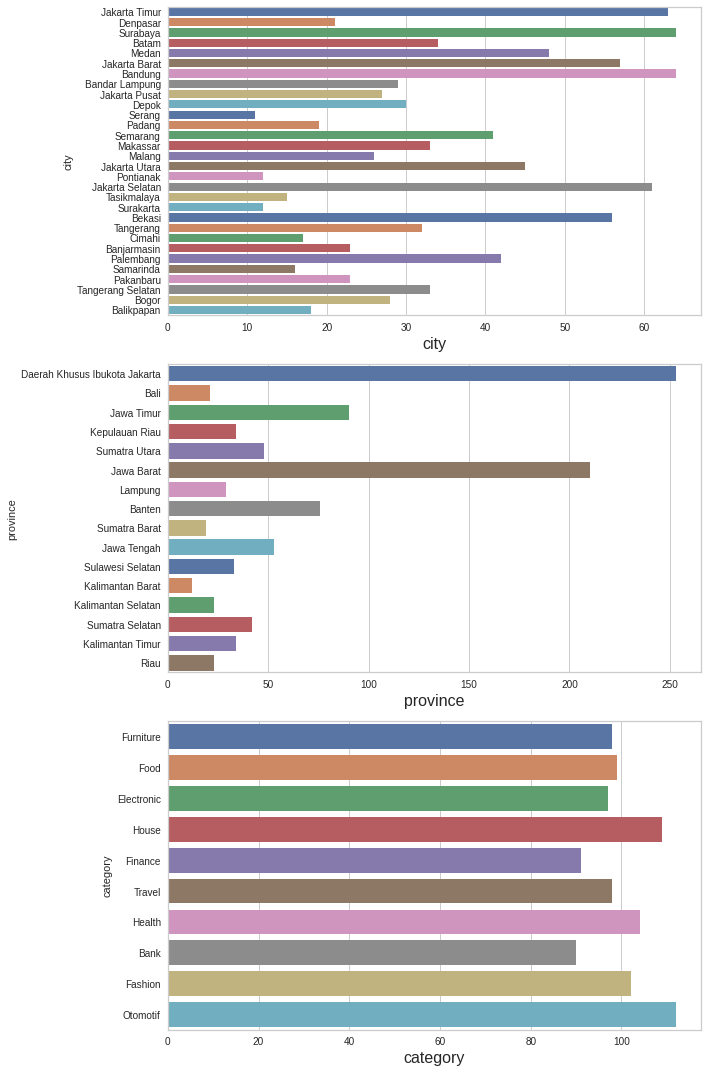 Jakarta Timur
Denpasar
Surabaya
Batam
Medan
Jakarta Barat
Bandung
Bandar Lampung
Jakarta Pusat
Depok
Serang
Padang
Semarang
Makassar
Malang
Jakarta Utara
Pontianak
Jakarta Selatan
Tasikmalaya
Surakarta
Bekasi
Tangerang
Cimahi
Banjarmasin
Palembang
Samarinda
Pakanbaru
Tangerang Selatan
Bogor
Balikpapan
city
0 10 20 30 40 50 60
city
Daerah Khusus Ibukota Jakarta
Bali
Jawa Timur
Kepulauan Riau
Sumatra Utara
Jawa Barat
Lampung
Banten
Sumatra Barat
Jawa Tengah
Sulawesi Selatan
Kalimantan Barat
Kalimantan Selatan
Sumatra Selatan
Kalimantan Timur
Riau
province
0 50 100 150 200 250
province
Furniture
Food
Electronic
House
Finance
Travel
Health
Bank
Fashion
Otomotif
category
0 20 40 60 80 100
category